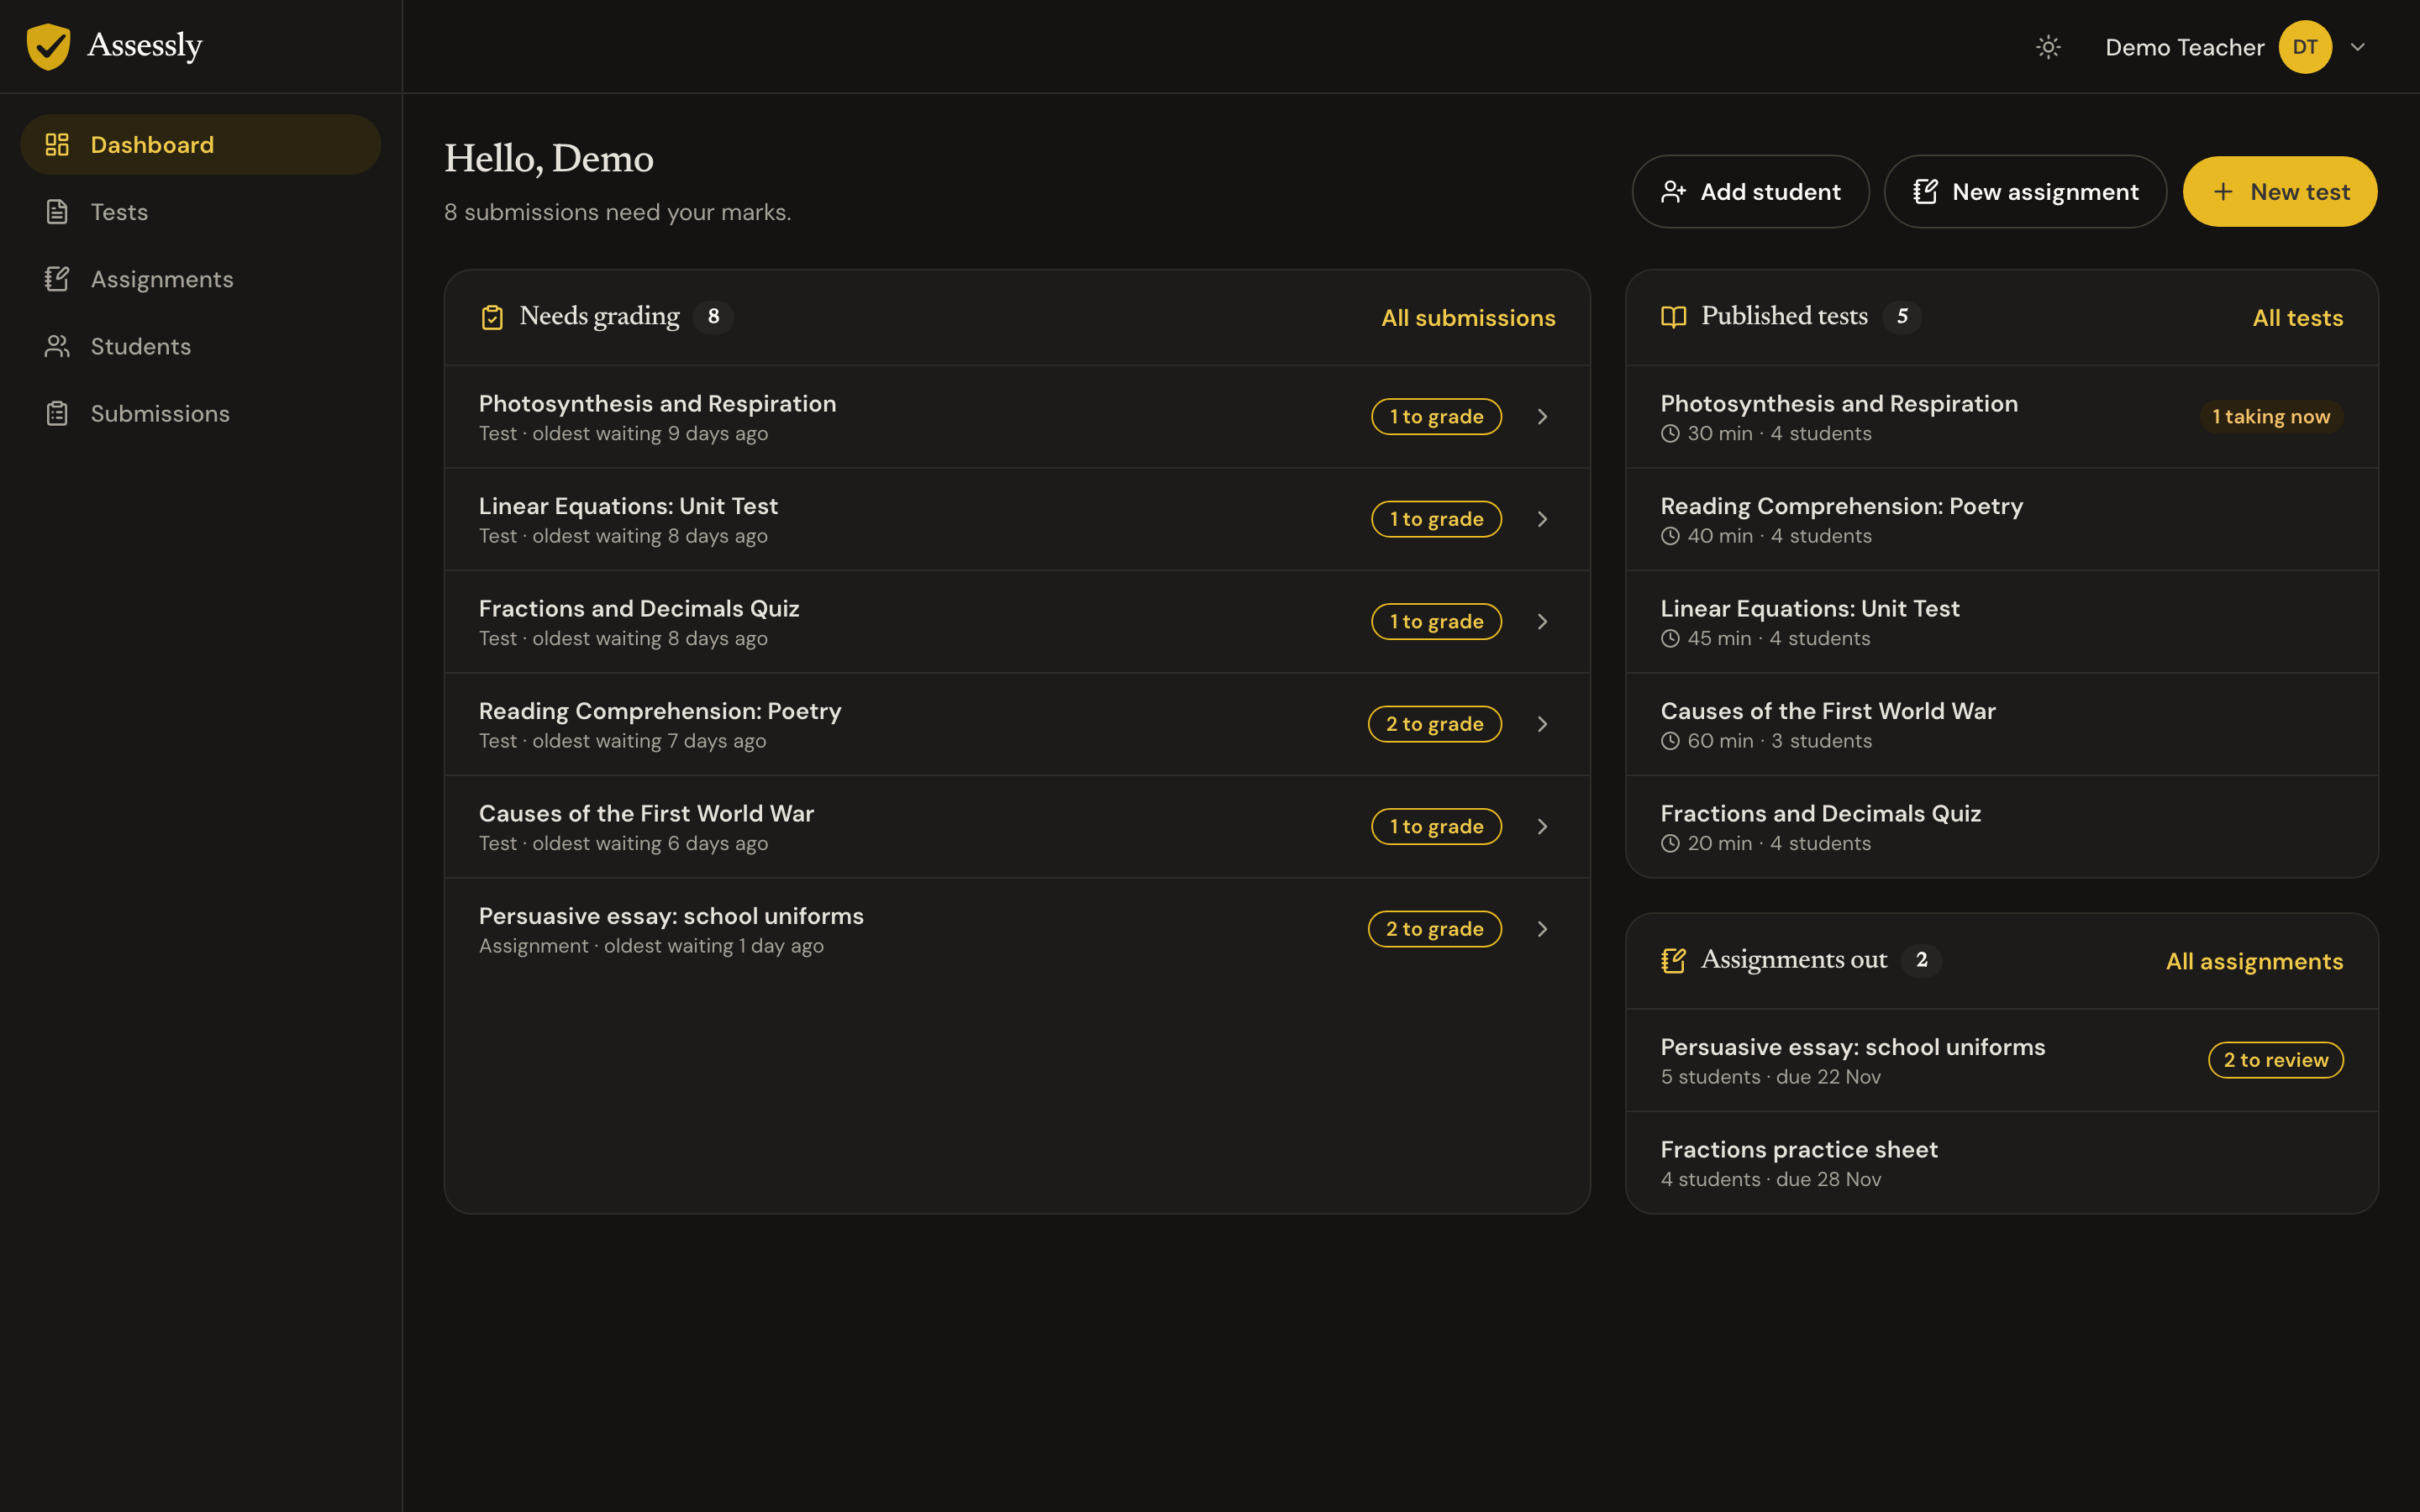 Assessly
Demo Teacher DT
Dashboard
Tests
Assignments
Students
Submissions
Hello, Demo
8 submissions need your marks.
Add student
New assignment
New test
Needs grading 8 All submissions
Photosynthesis and Respiration
Test · oldest waiting 9 days ago
1 to grade
Linear Equations: Unit Test
Test · oldest waiting 8 days ago
1 to grade
Fractions and Decimals Quiz
Test · oldest waiting 8 days ago
1 to grade
Reading Comprehension: Poetry
Test · oldest waiting 7 days ago
2 to grade
Causes of the First World War
Test · oldest waiting 6 days ago
1 to grade
Persuasive essay: school uniforms
Assignment · oldest waiting 1 day ago
2 to grade
Published tests 5 All tests
Photosynthesis and Respiration
30 min · 4 students
1 taking now
Reading Comprehension: Poetry
40 min · 4 students
Linear Equations: Unit Test
45 min · 4 students
Causes of the First World War
60 min · 3 students
Fractions and Decimals Quiz
20 min · 4 students
Assignments out 2 All assignments
Persuasive essay: school uniforms
5 students · due 22 Nov
2 to review
Fractions practice sheet
4 students · due 28 Nov